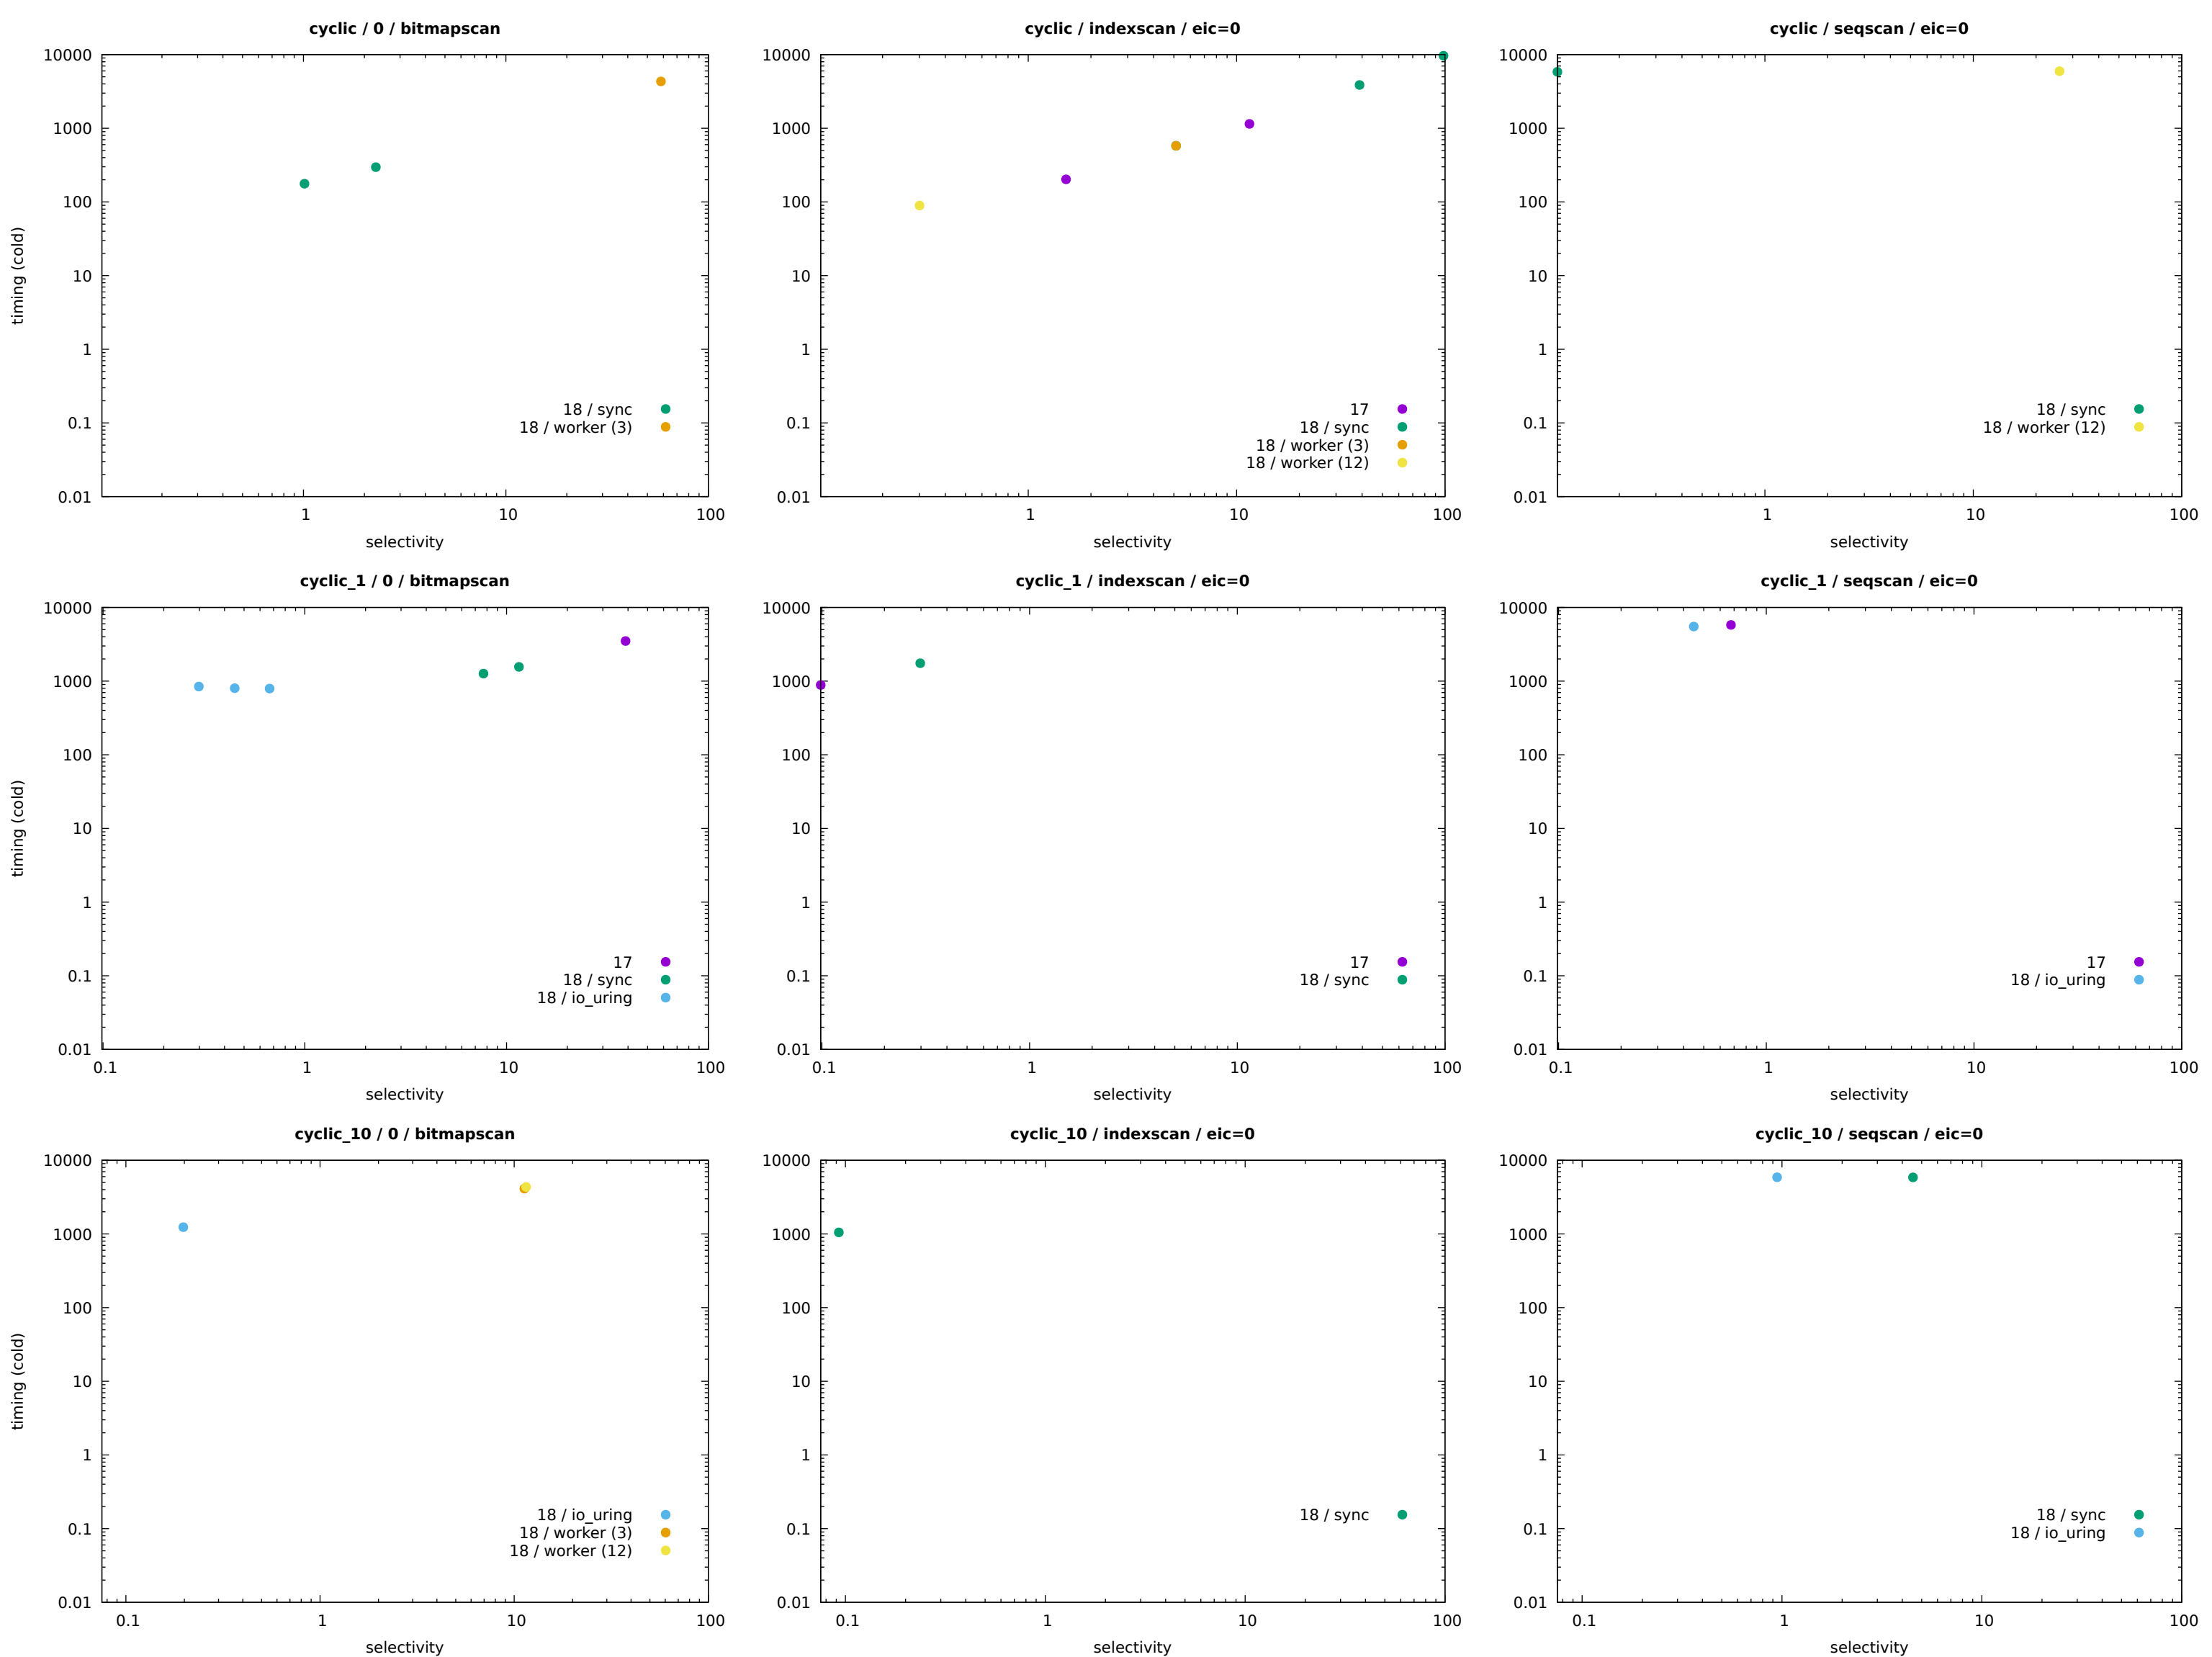 cyclic / 0 / bitmapscan
10000
1000
100
10
1
0.1
0.01
timing (cold)
18 / sync
18 / worker (3)
1 10 100
selectivity
cyclic / indexscan / eic=0
10000
1000
100
10
1
0.1
0.01
17
18 / sync
18 / worker (3)
18 / worker (12)
1 10 100
selectivity
cyclic / seqscan / eic=0
10000
1000
100
10
1
0.1
0.01
18 / sync
18 / worker (12)
1 10 100
selectivity
cyclic_1 / 0 / bitmapscan
10000
1000
100
10
1
0.1
0.01
timing (cold)
17
18 / sync
18 / io_uring
0.1 1 10 100
selectivity
cyclic_1 / indexscan / eic=0
10000
1000
100
10
1
0.1
0.01
17
18 / sync
0.1 1 10 100
selectivity
cyclic_1 / seqscan / eic=0
10000
1000
100
10
1
0.1
0.01
17
18 / io_uring
0.1 1 10 100
selectivity
cyclic_10 / 0 / bitmapscan
10000
1000
100
10
1
0.1
0.01
timing (cold)
18 / io_uring
18 / worker (3)
18 / worker (12)
0.1 1 10 100
selectivity
cyclic_10 / indexscan / eic=0
10000
1000
100
10
1
0.1
0.01
18 / sync
0.1 1 10 100
selectivity
cyclic_10 / seqscan / eic=0
10000
1000
100
10
1
0.1
0.01
18 / sync
18 / io_uring
0.1 1 10 100
selectivity